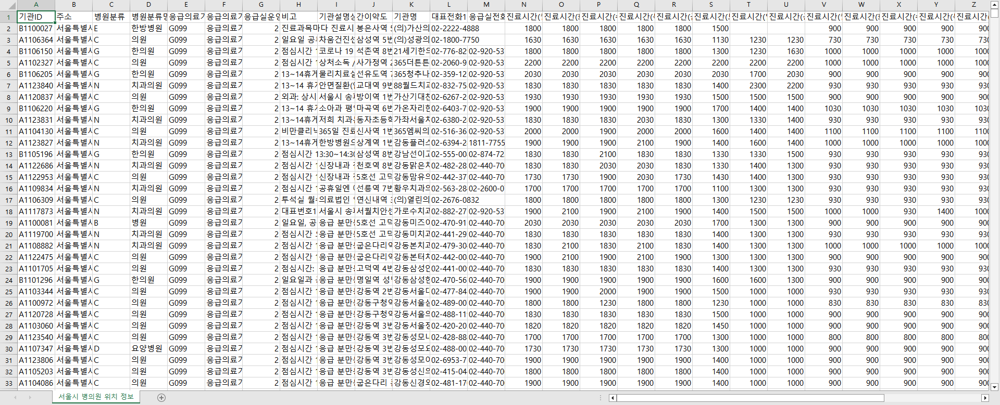 A B C D E F G H I J K L M N O P Q R S T U V W X Y Z
1 기관ID 주소 병원분류 병원분류명 응급의료기 응급의료기 응급실운영 비고 기관설명상 간이약도 기관명 대표전화1 응급실전화 진료시간( 진료시간( 진료시간( 진료시간( 진료시간( 진료시간( 진료시간( 진료시간( 진료시간( 진료시간( 진료시간( 진료시간( 진료시간(
2 B1100027 서울특별시 E 한방병원 G099 응급의료기 2 진료과목마다 진료시 봉은사역 5 (의)가산의 02-2222-4888 1800 1800 1800 1800 1800 1500 900 900 900 900 900
3 A1106364 서울특별시 C 의원 G099 응급의료기 2 일요일 공휴 차움건진센 삼성역 5번 (의)성광의 02-1800-7750 1630 1630 1630 1630 1630 1130 1230 1230 730 730 730 730 730
4 B1106150 서울특별시 G 한의원 G099 응급의료기 2 점심시간 1 코로나 19 석촌역 8번 21세기한의 02-776-82 02-920-53 1800 1800 1800 1800 1800 1300 1230 1630 1000 1000 1000 1000 1000
5 A1102327 서울특별시 C 의원 G099 응급의료기 2 점심시간 1 상처소독 / 사가정역 2 365더튼튼 02-2060-9 02-920-53 2200 2200 2200 2200 2200 2200 2200 2200 1000 1000 1000 1000 1000
6 B1106205 서울특별시 G 한의원 G099 응급의료기 2 13~14휴게 물리치료실 선유도역 7 365청추나 02-359-12 02-920-53 2030 2030 2030 2030 2030 2030 1700 2030 900 900 900 900 900
7 A1123840 서울특별시 N 치과의원 G099 응급의료기 2 13~14 휴게 안면질환( 교대역 9번 88월드치과 02-832-75 02-920-53 1830 1830 1830 1830 1830 1400 2300 2200 930 930 930 930 930
8 A1120837 서울특별시 C 의원 G099 응급의료기 2 외과: 상시 서울시 송파 방이역 1번 가산기대찬 02-6267-2 02-920-53 1930 1930 1930 1930 1930 1500 1500 1500 900 900 900 900 900
9 B1106220 서울특별시 G 한의원 G099 응급의료기 2 13~14 휴게 소아과 평일 마곡역 6번 가온자리한 02-6403-7 02-920-53 1900 1900 1900 1900 1900 1700 1400 1400 1030 1030 1030 1030 1030
10 A1123831 서울특별시 N 치과의원 G099 응급의료기 2 13~14휴게 저희 치과는 동자초등학 가좌서울치 02-6380-2 02-920-53 1830 1830 1830 2030 1830 1400 1330 1400 930 930 930 930 930
11 A1104130 서울특별시 C 의원 G099 응급의료기 2 비만클리닉 365일 진료 신사역 1번 365엠씨의 02-516-36 02-920-53 2000 2000 1900 2000 2000 1600 1400 1400 1100 1100 1100 1100 1100
12 A1123827 서울특별시 N 치과의원 G099 응급의료기 2 13~14휴게 한방병원으 상계역 1번 감동플러스 02-6394-2 1811-7755 1900 1900 1900 2100 1900 1400 1600 1400 1000 1000 1000 1000 1000
13 B1105196 서울특별시 G 한의원 G099 응급의료기 2 점심시간 13:30~14:30 삼성역 8번 강남선이고 02-555-00 02-874-72 1830 1830 2100 1830 1830 1330 1330 1500 930 930 930 930 930
14 A1122686 서울특별시 N 치과의원 G099 응급의료기 2 점심시간 1 신장내과 전 천호역 8번 강동맑은치 02-482-28 02-440-70 1830 1830 2030 2030 1830 1330 1400 1300 900 900 900 900 900
15 A1122953 서울특별시 C 의원 G099 응급의료기 2 점심시간 1 신장내과 전 5호선 고덕 강동맘유의 02-442-37 02-440-70 1730 1730 1900 2030 1730 1430 1400 1300 930 930 930 930 930
16 A1109834 서울특별시 N 치과의원 G099 응급의료기 2 점심시간 1 공휴일엔 선릉역 7번 황우치과의 02-563-28 02-2600-0 1700 1700 1700 1700 1700 1100 1300 1300 930 930 930 930 930
17 A1106309 서울특별시 C 의원 G099 응급의료기 2 투석실 월수 의료법인 연신내역 3 (의)열린의 02-2676-0832 1800 1800 1800 1800 1800 1300 1230 1230 930 930 930 930 930
18 A1117873 서울특별시 N 치과의원 G099 응급의료기 2 대표번호1 서울시 송파 서월치안센 가로수치과 02-882-27 02-920-53 1900 2100 1900 2100 1900 1400 1500 1500 1000 1000 930 1400 1000
19 A1100081 서울특별시 B 병원 G099 응급의료기 2 일요일, 공 응급 분만 5호선 고덕 강동미즈여 02-470-91 02-440-70 2030 2030 2030 2030 2030 1700 1300 1300 900 900 900 900 900
20 A1119700 서울특별시 N 치과의원 G099 응급의료기 2 점심시간 응급 분만 5호선 고덕 강동미치과 02-441-29 02-440-70 1830 1830 1830 1830 1830 1400 1300 1300 930 930 930 930 930
21 A1108882 서울특별시 N 치과의원 G099 응급의료기 2 점심시간 1 응급 분만 굽은다리역 강동본치과 02-479-30 02-440-70 1830 2100 1830 2100 1830 1400 1300 1300 1000 1000 1000 1000 1000
22 A1122475 서울특별시 C 의원 G099 응급의료기 2 점심시간 1 응급 분만 굽은다리역 강동본터치 02-442-00 02-440-70 1900 2100 1900 2100 1900 1300 1300 1300 900 900 900 900 900
23 A1101705 서울특별시 C 의원 G099 응급의료기 2 점심시간: 응급 분만 고덕역 4번 강동삼성안 02-441-00 02-440-70 1830 1830 1830 1830 1830 1400 1300 1300 930 930 930 930 930
24 B1101296 서울특별시 G 한의원 G099 응급의료기 2 일요일과 응급 분만 명일역 성덕 강동삼성한 02-470-56 02-440-70 1900 1900 1900 1900 1900 1600 1600 1300 900 900 900 900 900
25 A1103344 서울특별시 C 의원 G099 응급의료기 2 점심시간 1 응급 분만 강동역 2번 강동서울대 02-477-84 02-440-70 1900 1900 2000 1900 1900 1500 1000 1000 930 930 930 930 930
26 A1100972 서울특별시 C 의원 G099 응급의료기 2 점심시간 1 응급 분만 강동구청역 강동서울심 02-489-00 02-440-70 1800 1800 1230 1800 1800 1230 1000 1000 830 830 830 830 830
27 A1120728 서울특별시 C 의원 G099 응급의료기 2 점심시간 1 응급 분만 강동구청역 강동서울의 02-488-11 02-440-70 1830 1830 1830 1830 1830 1500 1000 1000 900 900 900 900 900
28 A1103060 서울특별시 C 의원 G099 응급의료기 2 점심시간 1 응급 분만 강동역 3번 강동서울정 02-420-20 02-440-70 1820 1820 1820 1820 1820 1450 1000 1000 900 900 900 900 900
29 A1123540 서울특별시 C 의원 G099 응급의료기 2 점심시간 1 응급 분만 강동역 3번 강동성모내 02-428-88 02-440-70 1700 1700 1700 1700 1700 1300 1000 1000 800 800 800 800 800
30 A1107347 서울특별시 D 요양병원 G099 응급의료기 2 점심시간 1 응급 분만 강동역 3번 강동성모요 02-488-00 02-440-70 1730 1730 1730 1730 1730 1300 1000 1000 900 900 900 900 900
31 A1123806 서울특별시 C 의원 G099 응급의료기 2 점심시간 1 응급 분만 강동역 3번 강동성모이 02-6953-7 02-440-70 1900 1900 1900 1900 1900 1400 1000 1000 900 900 900 900 900
32 A1105203 서울특별시 C 의원 G099 응급의료기 2 점심시간 1 응급 분만 강동역 3번 강동성신의 02-415-04 02-440-70 1800 1800 1800 1800 1800 1400 1000 1000 900 900 900 900 900
33 A1104086 서울특별시 C 의원 G099 응급의료기 2 점심시간 1 응급 분만 굽은다리 강동신경외 02-481-17 02-440-70 1900 1900 1900 1900 1900 1400 1000 1000 900 900 900 900 900
서울시 병의원 위치 정보